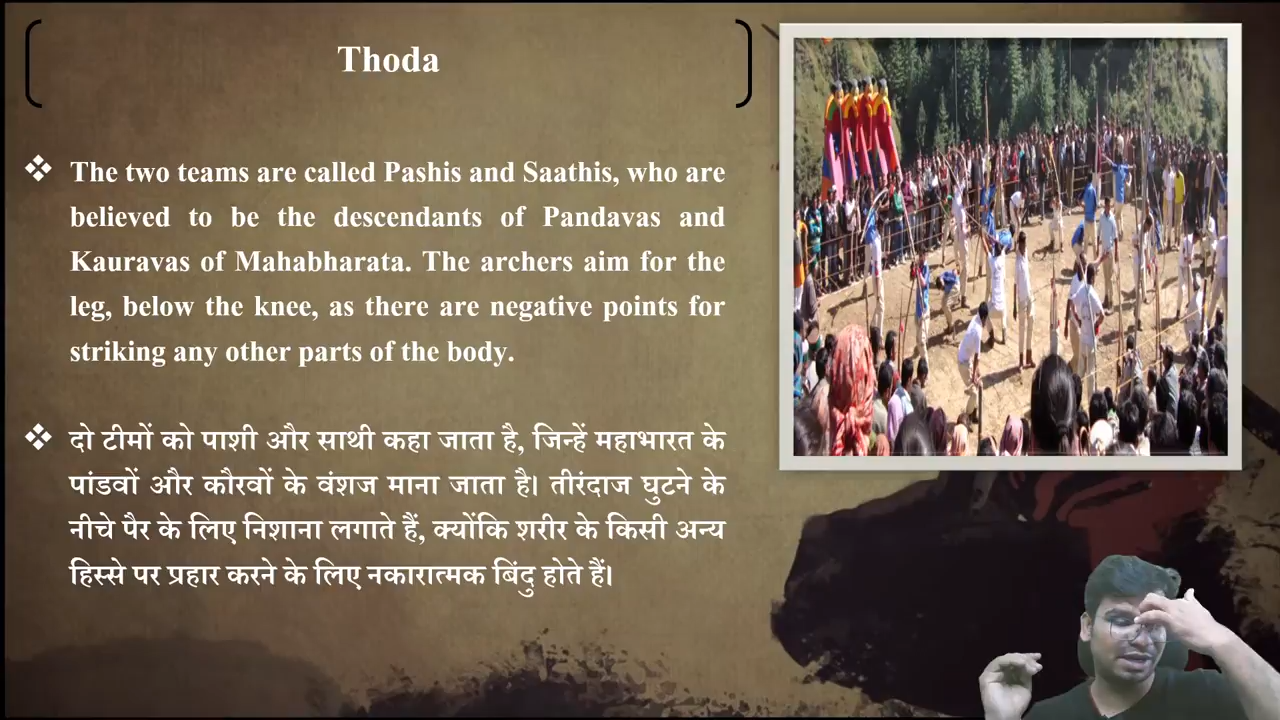 Thoda
The two teams are called Pashis and Saathis, who are
believed to be the descendants of Pandavas and
Kauravas of Mahabharata. The archers aim for the
leg, below the knee, as there are negative points for
striking any other parts of the body.
दो टीमों को पाशी और साथी कहा जाता है, जिन्हें महाभारत के
पांडवों और कौरवों के वंशज माना जाता है। तीरंदाज घुटने के
नीचे पैर के लिए निशाना लगाते हैं, क्योंकि शरीर के किसी अन्य
हिस्से पर प्रहार करने के लिए नकारात्मक बिंदु होते हैं।